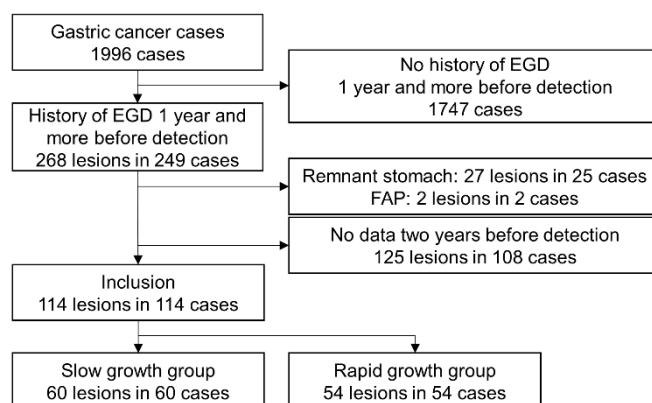 Gastric cancer cases
1996 cases
No history of EGD
1 year and more before detection
1747 cases
History of EGD 1 year and
more before detection
268 lesions in 249 cases
Remnant stomach: 27 lesions in 25 cases
FAP: 2 lesions in 2 cases
No data two years before detection
125 lesions in 108 cases
Inclusion
114 lesions in 114 cases
Slow growth group
60 lesions in 60 cases
Rapid growth group
54 lesions in 54 cases